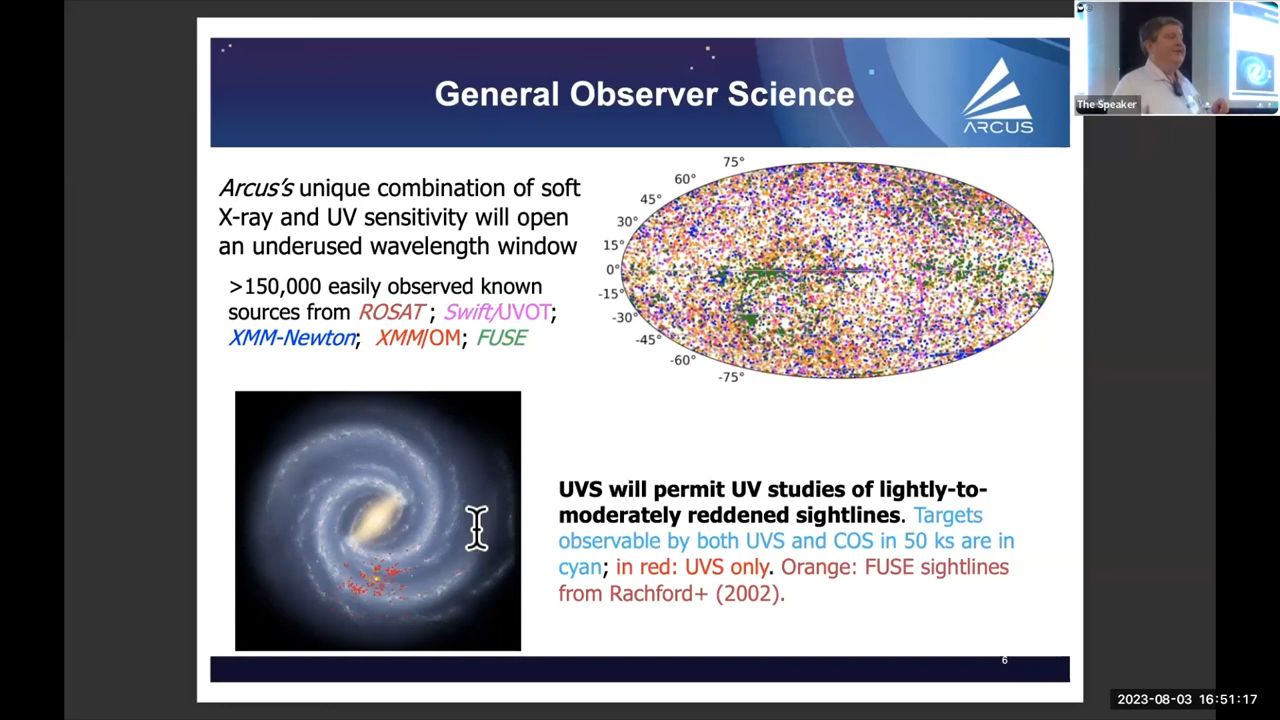 General Observer Science
ARCUS
The Speaker
Arcus's unique combination of soft
X-ray and UV sensitivity will open
an underused wavelength window
>150,000 easily observed known
sources from ROSAT ; Swift/UVOT;
XMM-Newton; XMM/OM; FUSE
75°
60°
45°
30°
15°
0°
-15°
-30°
-45°
-60°
-75°
UVS will permit UV studies of lightly-to-
moderately reddened sightlines. Targets
observable by both UVS and COS in 50 ks are in
cyan; in red: UVS only. Orange: FUSE sightlines
from Rachford+ (2002).
6
2023-08-03 16:51:17